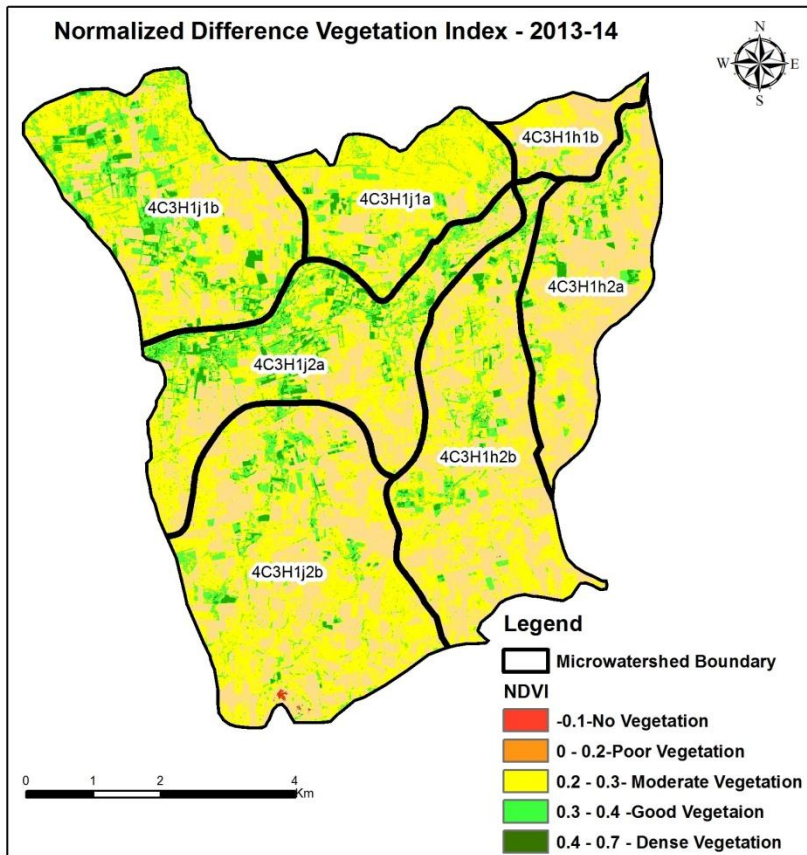 Normalized Difference Vegetation Index - 2013-14
N
W E
S
4C3H1h1b
4C3H1j1b
4C3H1j1a
4C3H1h2a
4C3H1j2a
4C3H1h2b
4C3H1j2b
Legend
Microwatershed Boundary
NDVI
-0.1-No Vegetation
0 - 0.2-Poor Vegetation
0.2 - 0.3- Moderate Vegetation
0.3 - 0.4 -Good Vegetaion
0.4 - 0.7 - Dense Vegetation
0 1 2 4
Km